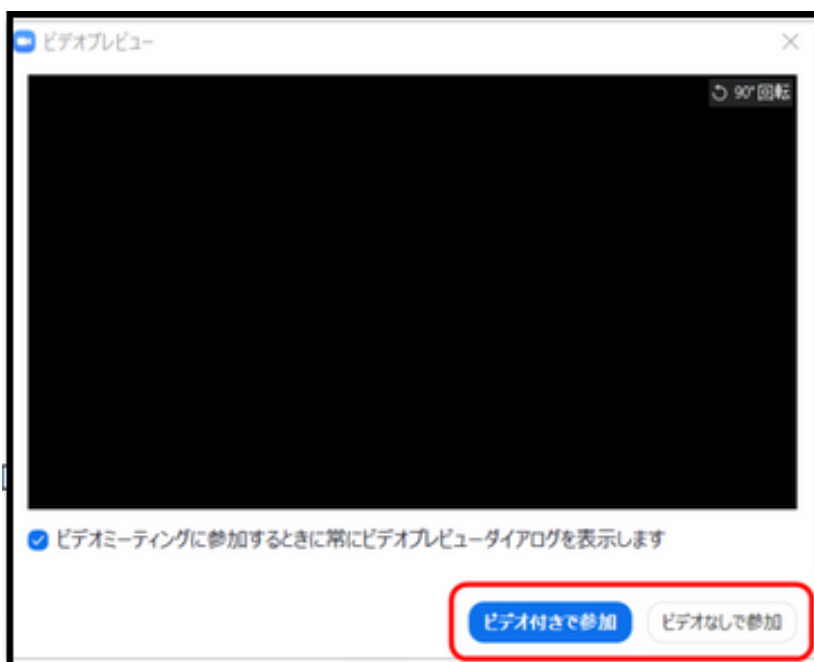 ビデオプレビュー
90°回転
ビデオミーティングに参加するときに常にビデオプレビューダイアログを表示します
ビデオ付きで参加 ビデオなしで参加